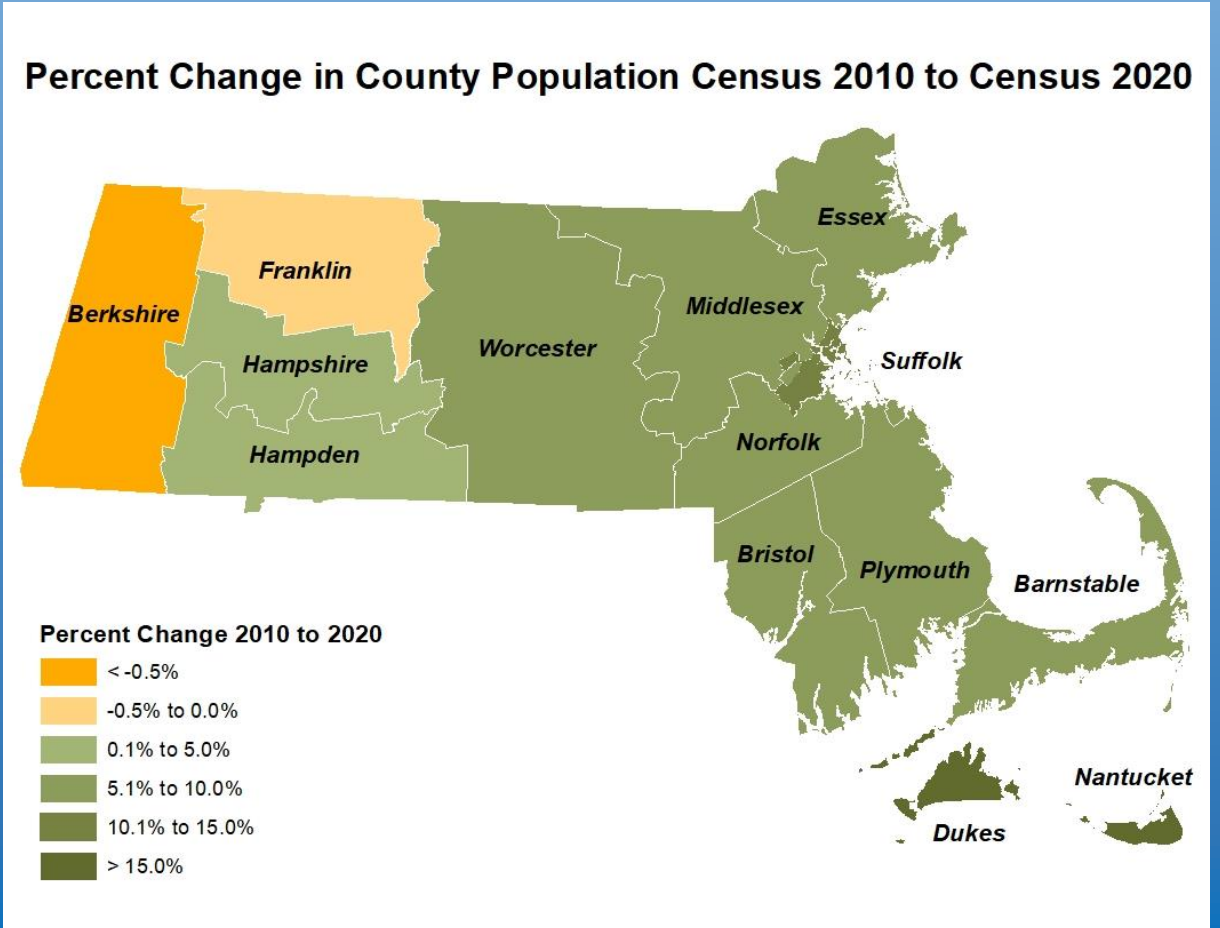 Percent Change in County Population Census 2010 to Census 2020
Essex
Franklin
Middlesex
Berkshire
Worcester
Suffolk
Hampshire
Norfolk
Hampden
Bristol
Plymouth
Barnstable
Percent Change 2010 to 2020
< -0.5%
-0.5% to 0.0%
0.1% to 5.0%
5.1% to 10.0%
10.1% to 15.0%
> 15.0%
Nantucket
Dukes